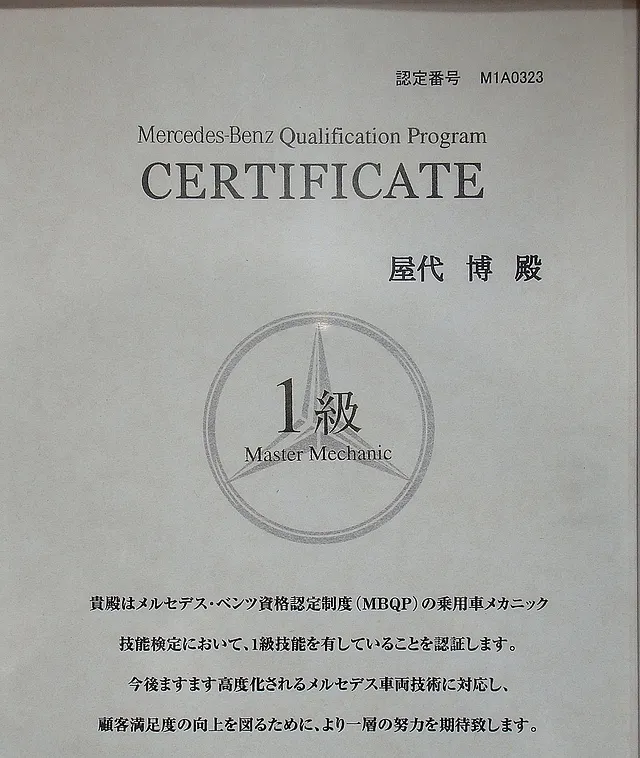 認定番号 M1A0323
Mercedes-Benz Qualification Program
CERTIFICATE
屋代 博 殿
1級
Master Mechanic
貴殿はメルセデス・ベンツ資格認定制度(MBQP)の乗用車メカニック
技能検定において、1級技能を有していることを認証します。
今後ますます高度化されるメルセデス車両技術に対応し、
顧客満足度の向上を図るために、より一層の努力を期待致します。